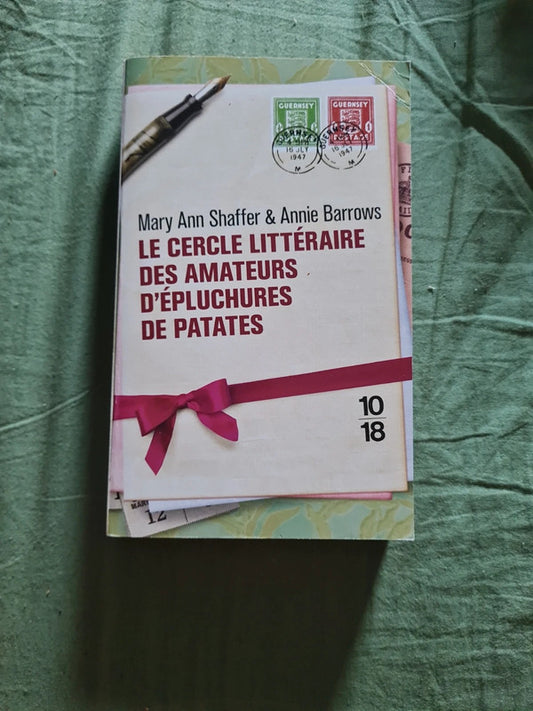 GUERNSEY
GUERNSEY
16 JLY
1947
M
Mary Ann Shaffer & Annie Barrows
LE CERCLE LITTÉRAIRE
DES AMATEURS
D'ÉPLUCHURES
DE PATATES
10
18
12